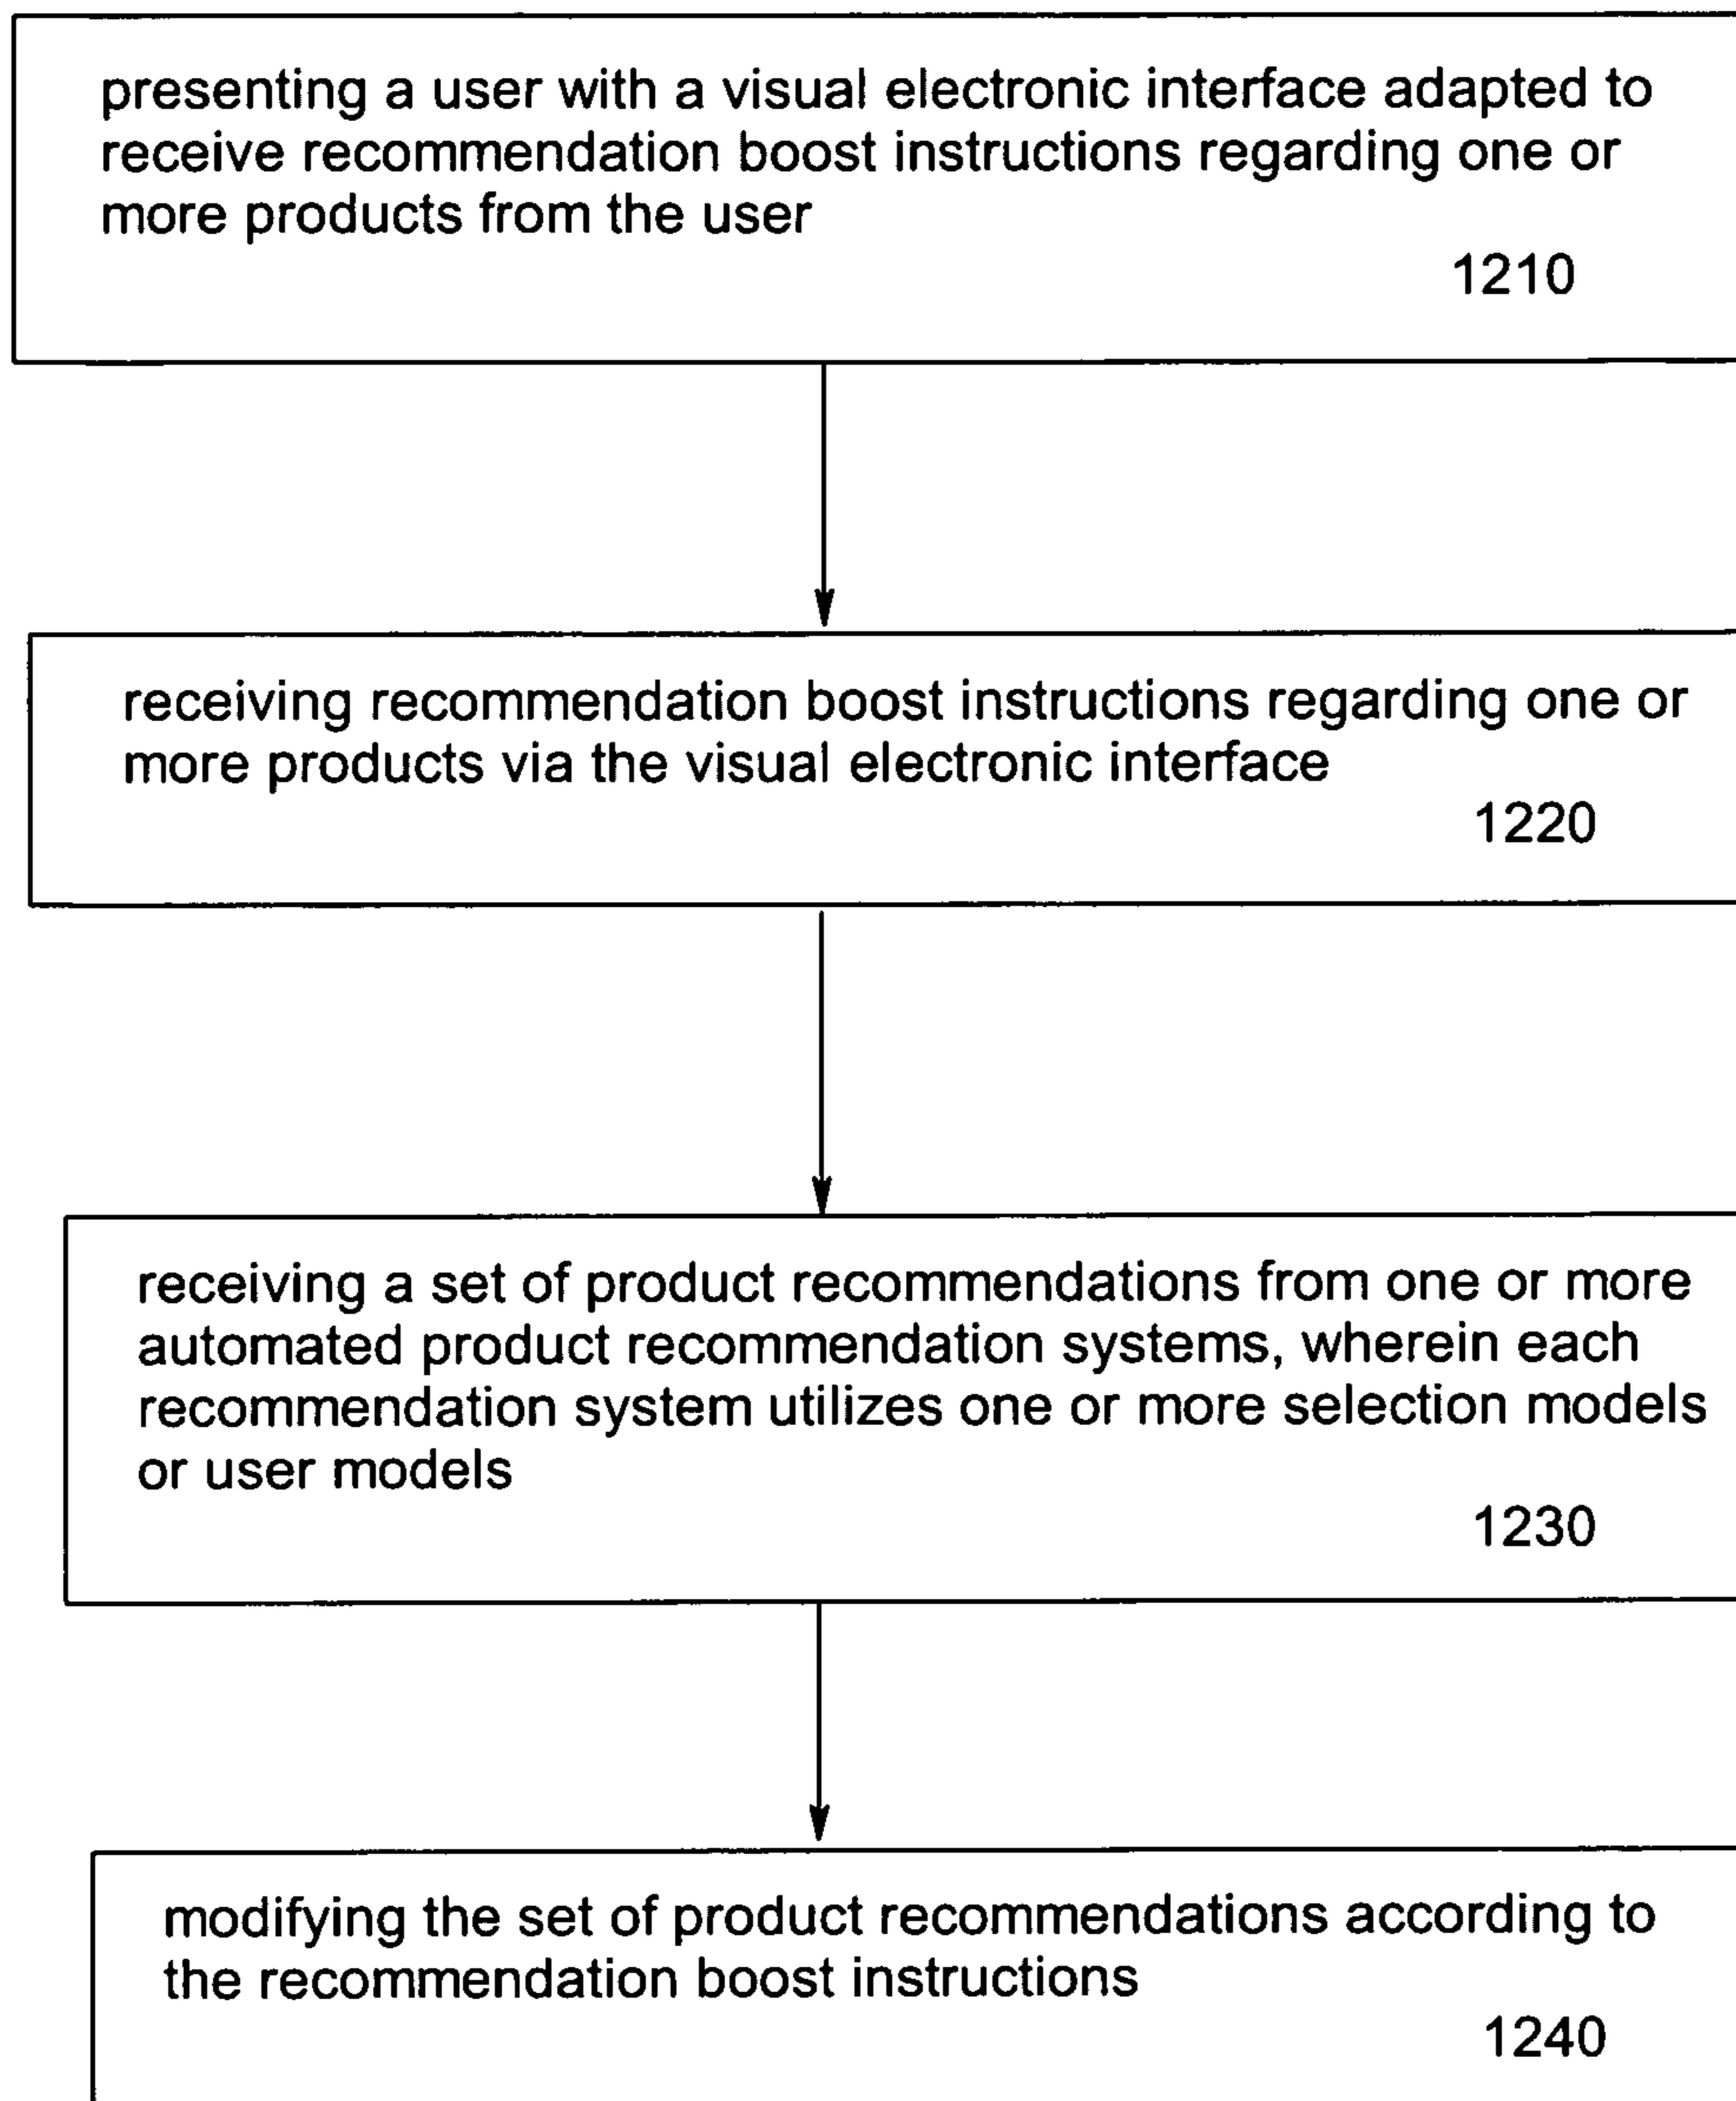 presenting a user with a visual electronic interface adapted to
receive recommendation boost instructions regarding one or
more products from the user
1210
receiving recommendation boost instructions regarding one or
more products via the visual electronic interface
1220
receiving a set of product recommendations from one or more
automated product recommendation systems, wherein each
recommendation system utilizes one or more selection models
or user models
1230
modifying the set of product recommendations according to
the recommendation boost instructions
1240